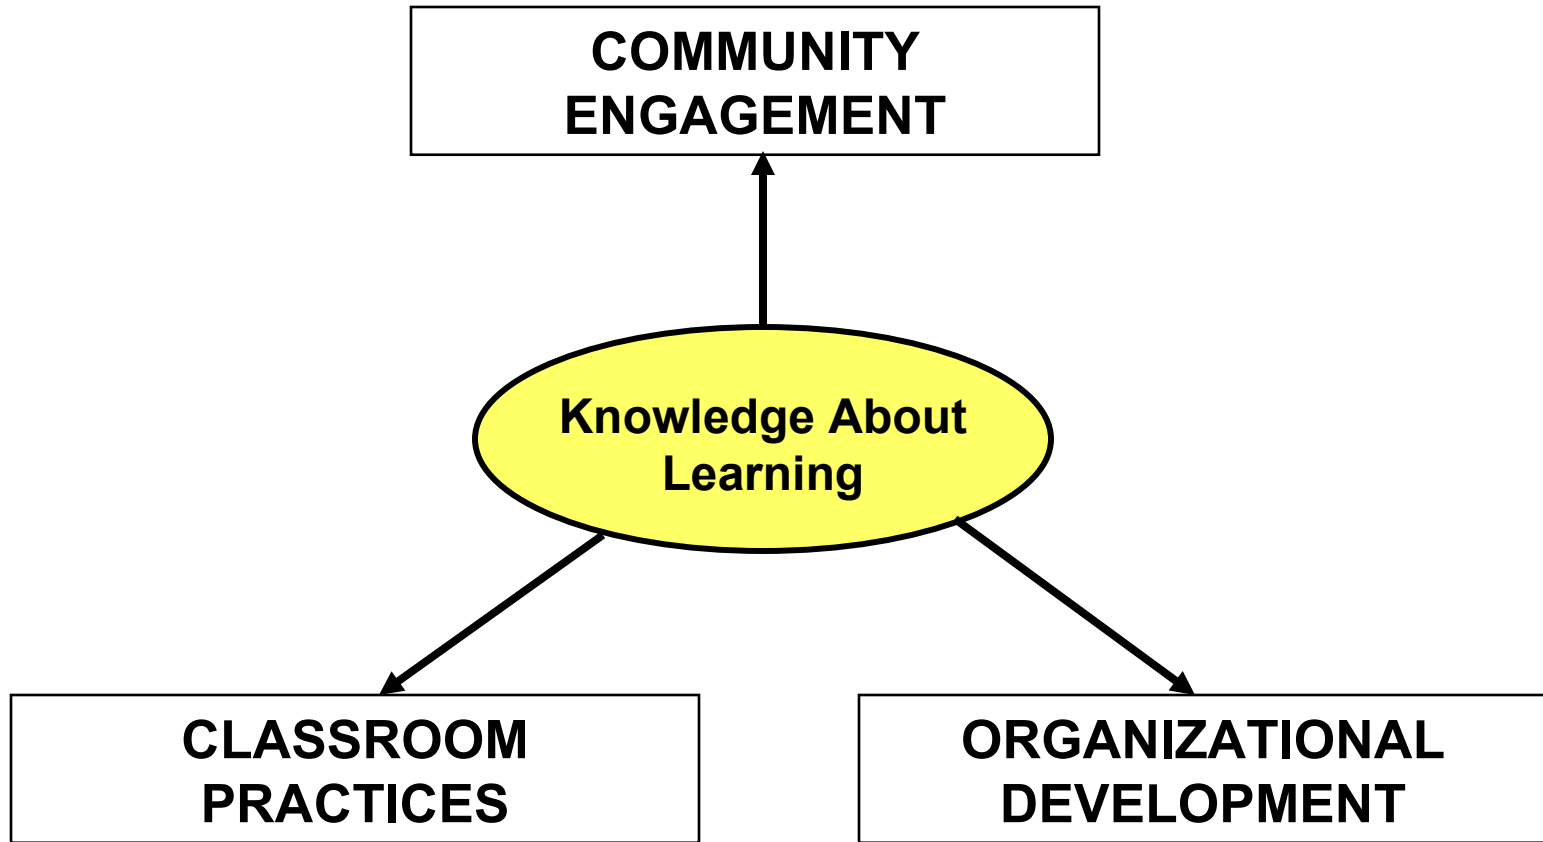 COMMUNITY
ENGAGEMENT
Knowledge About
Learning
CLASSROOM
PRACTICES
ORGANIZATIONAL
DEVELOPMENT